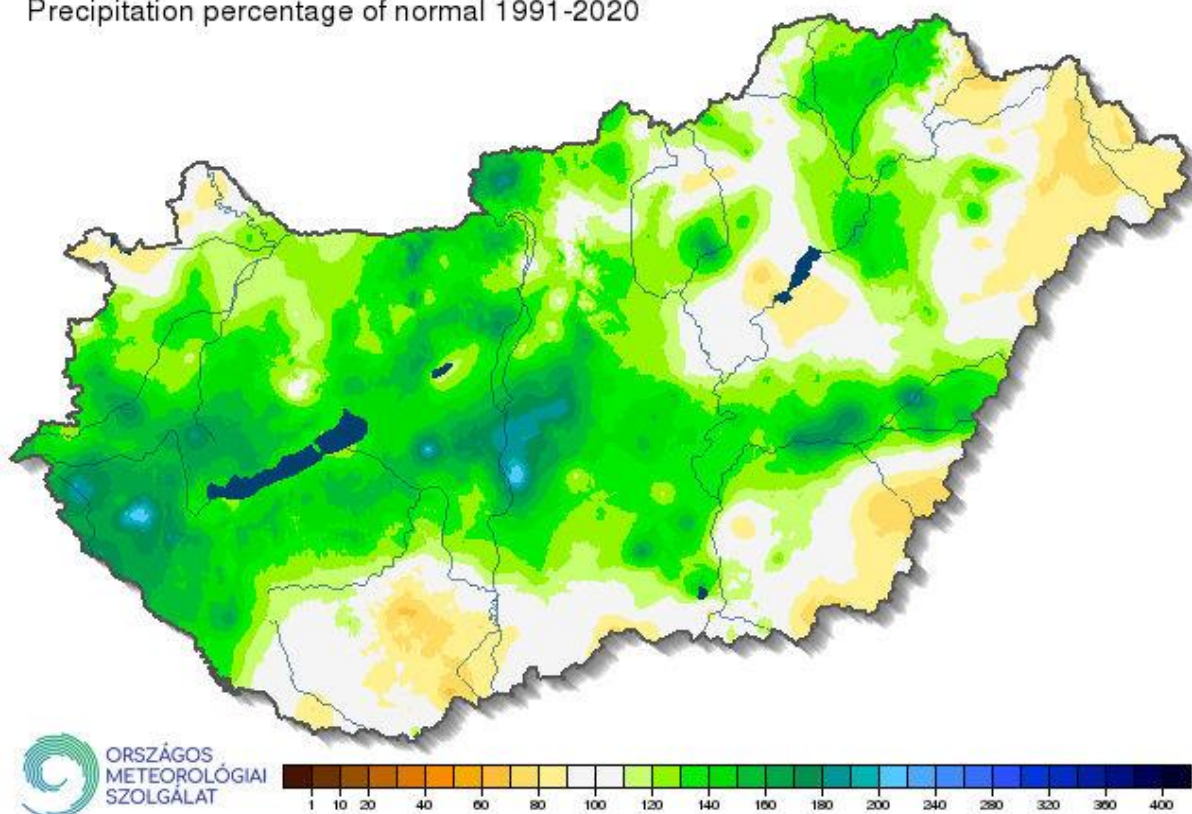 Precipitation percentage of normal 1991-2020
ORSZÁGOS
METEOROLÓGIAI
SZOLGÁLAT
1 10 20 40 60 80 100 120 140 160 180 200 240 280 320 360 400